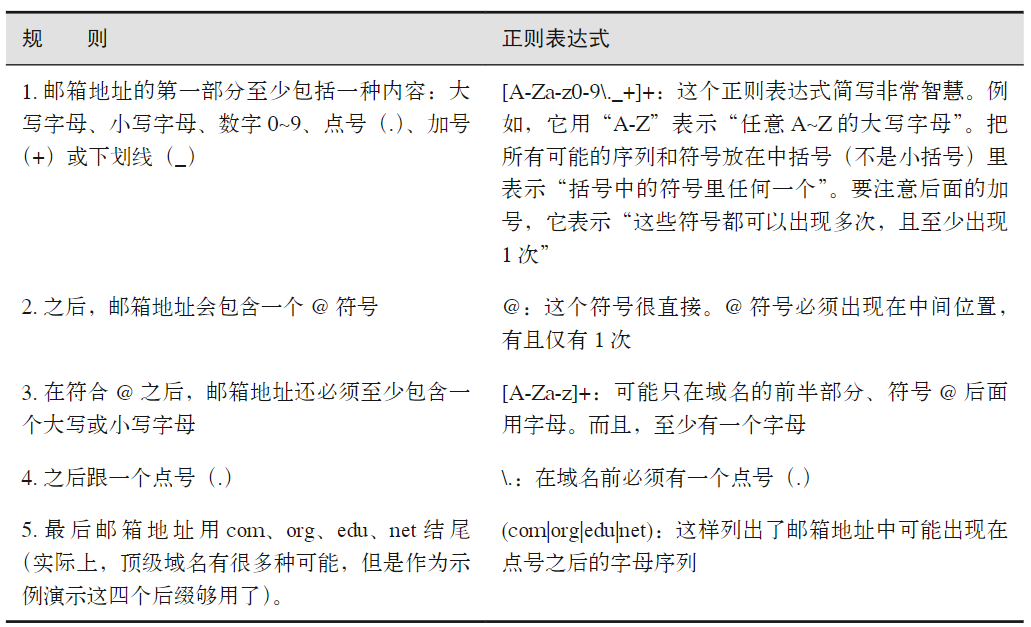 规 则 正则表达式
1. 邮箱地址的第一部分至少包括一种内容：大
写字母、小写字母、数字 0~9、点号（.）、加号
（+）或下划线（_）
[A-Za-z0-9\._+]+：这个正则表达式简写非常智慧。例
如，它用“A-Z”表示“任意 A~Z 的大写字母”。把
所有可能的序列和符号放在中括号（不是小括号）里
表示“括号中的符号里任何一个”。要注意后面的加
号，它表示“这些符号都可以出现多次，且至少出现
1 次”
2. 之后，邮箱地址会包含一个 @ 符号
@：这个符号很直接。@ 符号必须出现在中间位置，
有且仅有 1 次
3. 在符合 @ 之后，邮箱地址还必须至少包含一
个大写或小写字母
[A-Za-z]+：可能只在域名的前半部分、符号 @ 后面
用字母。而且，至少有一个字母
4. 之后跟一个点号（.）
\.：在域名前必须有一个点号（.）
5. 最后邮箱地址用 com、org、edu、net 结尾
（实际上，顶级域名有很多种可能，但是作为示
例演示这四个后缀够用了）。
(com|org|edu|net)：这样列出了邮箱地址中可能出现在
点号之后的字母序列